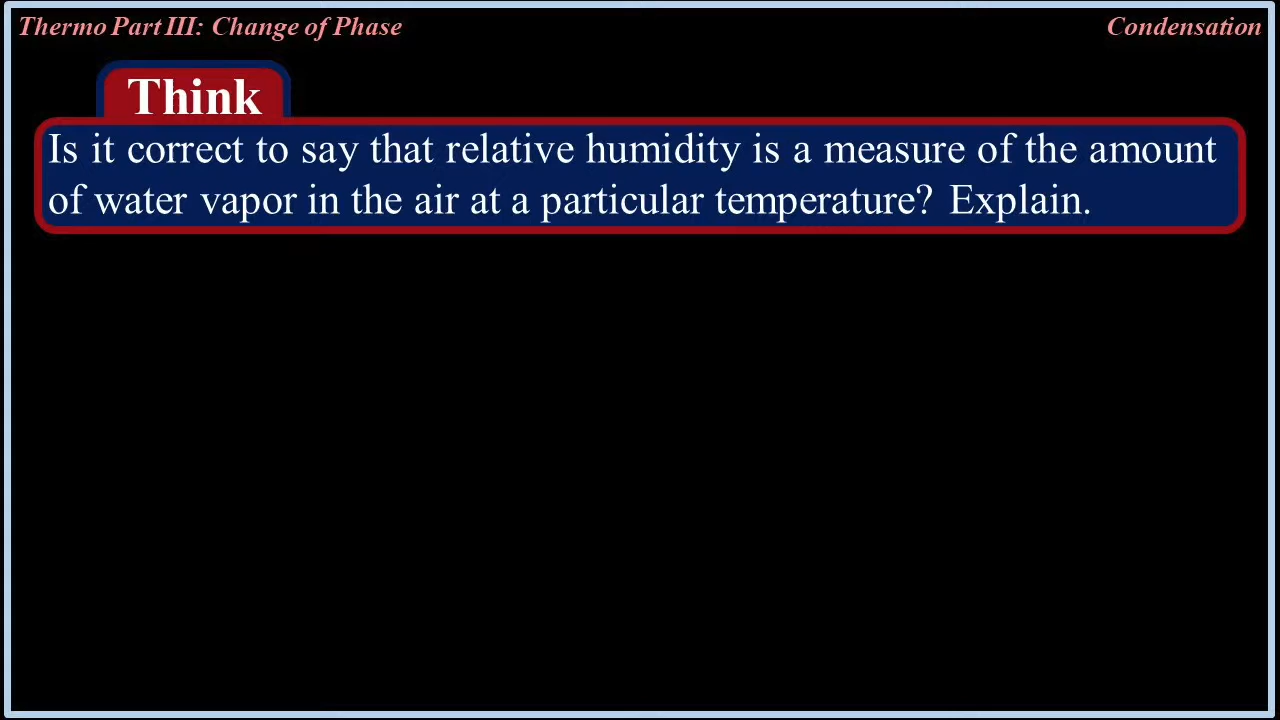 Thermo Part III: Change of Phase
Condensation
Think
Is it correct to say that relative humidity is a measure of the amount
of water vapor in the air at a particular temperature? Explain.